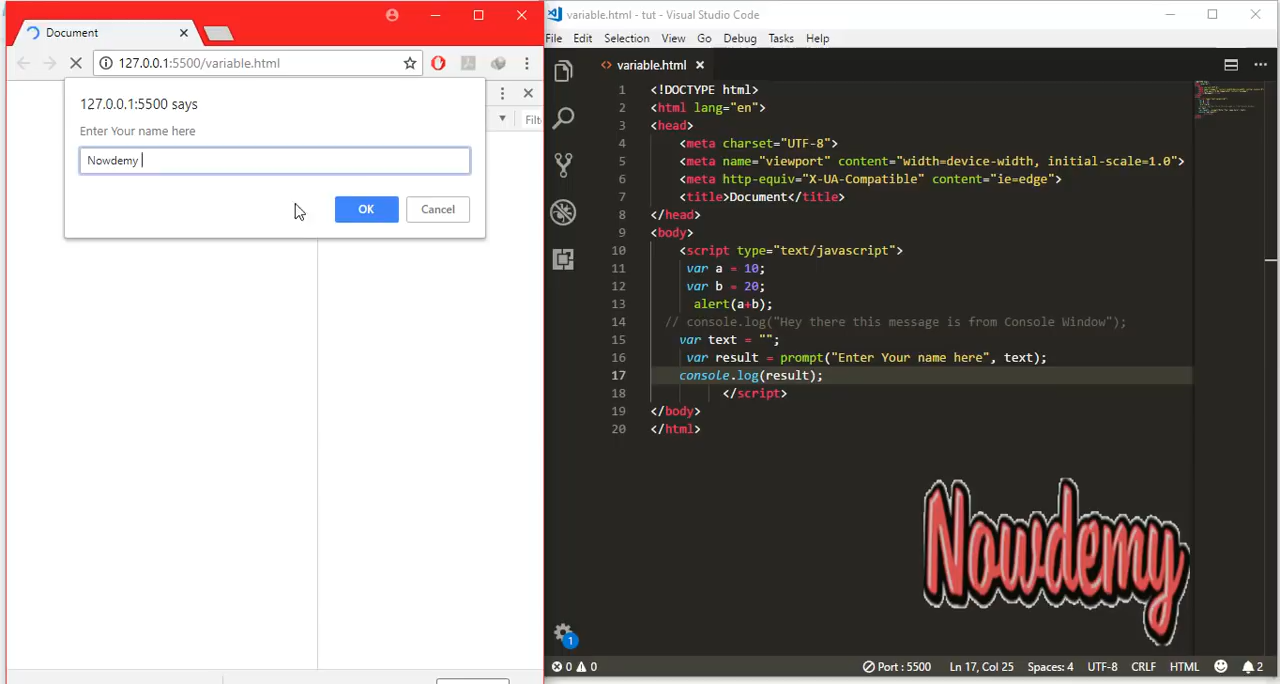 Document
127.0.0.1:5500/variable.html
127.0.0.1:5500 says
Enter Your name here
Nowdemy
OK
Cancel
Filt
variable.html - tut - Visual Studio Code
File Edit Selection View Go Debug Tasks Help
<> variable.html
1 <!DOCTYPE html>
2 <html lang="en">
3 <head>
4 <meta charset="UTF-8">
5 <meta name="viewport" content="width=device-width, initial-scale=1.0">
6 <meta http-equiv="X-UA-Compatible" content="ie=edge">
7 <title>Document</title>
8 </head>
9 <body>
10 <script type="text/javascript">
11 var a = 10;
12 var b = 20;
13 alert(a+b);
14 // console.log("Hey there this message is from Console Window");
15 var text = "";
16 var result = prompt("Enter Your name here", text);
17 console.log(result);
18 </script>
19 </body>
20 </html>
Nowdemy
1
0 0 Port : 5500 Ln 17, Col 25 Spaces: 4 UTF-8 CRLF HTML 2